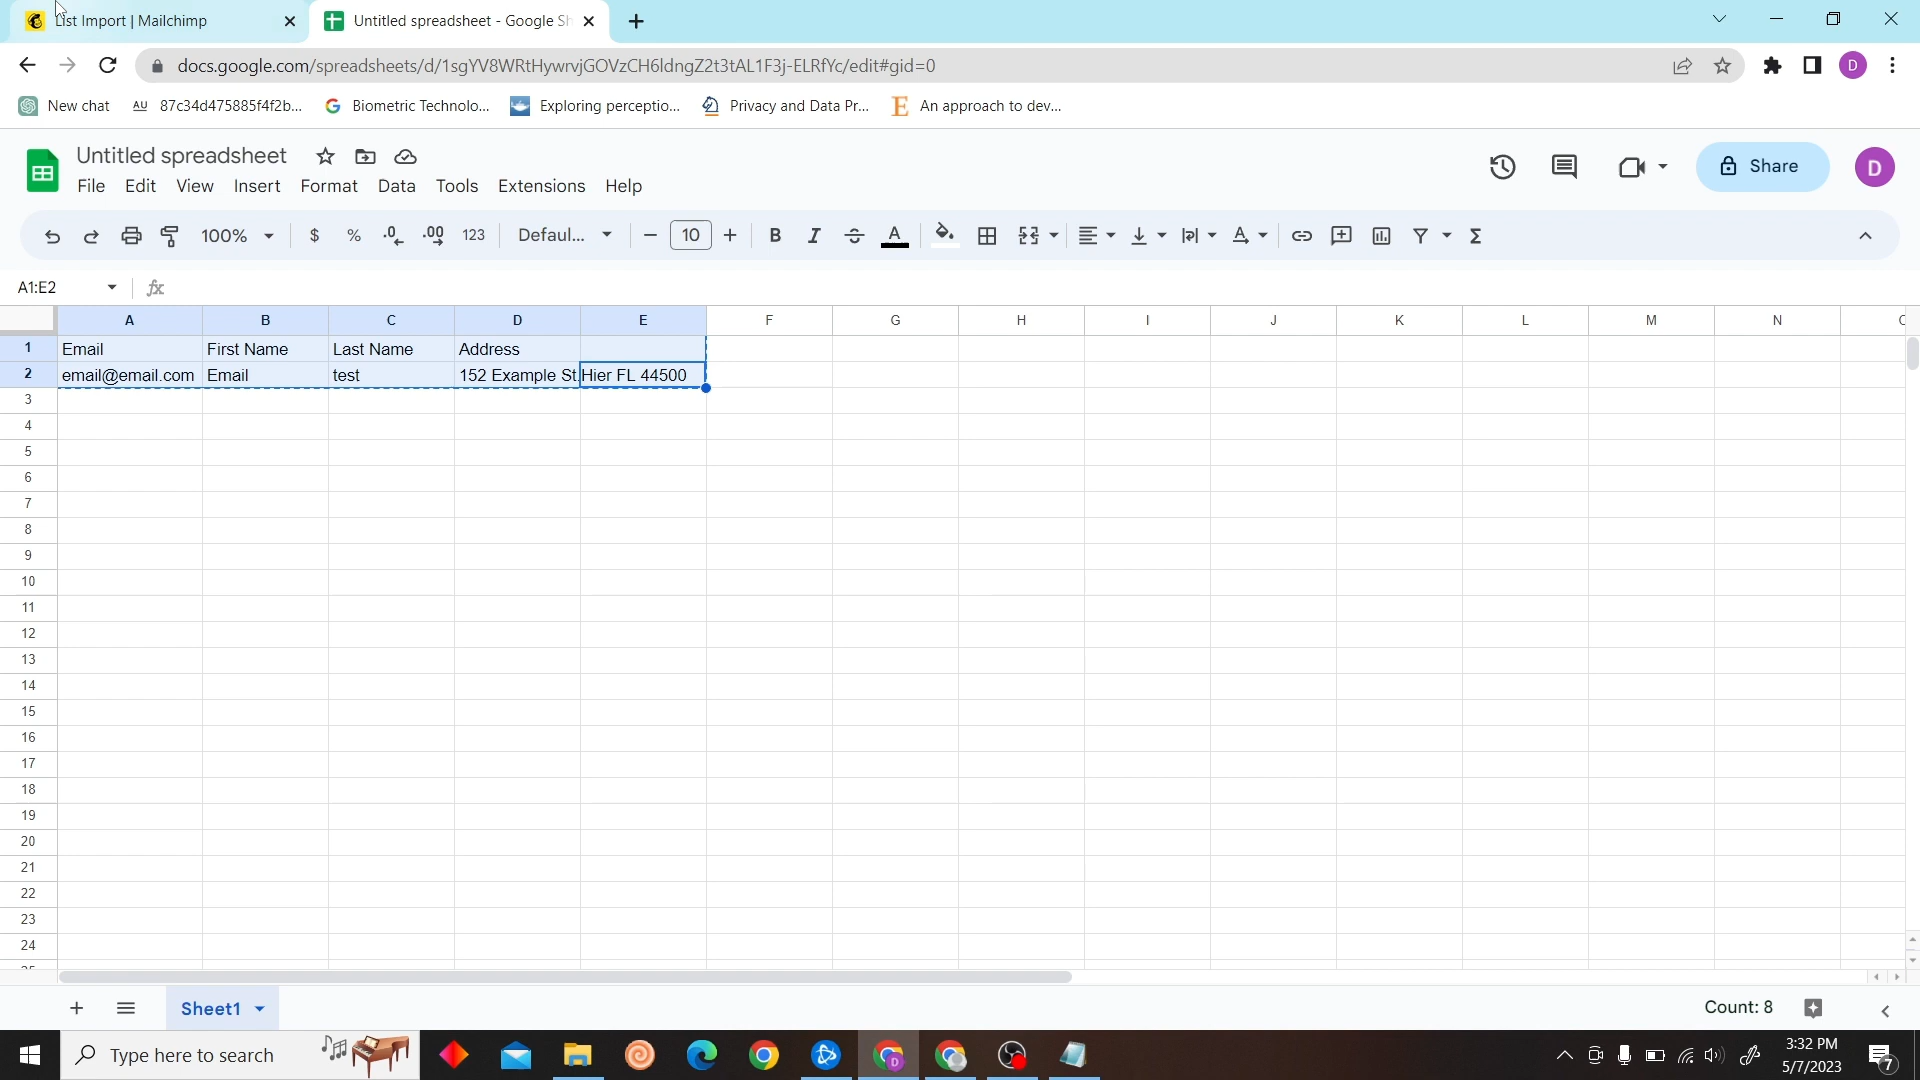 List Import | Mailchimp
Untitled spreadsheet - Google Sh
docs.google.com/spreadsheets/d/1sgYV8WRtHywrvjGOVzCH6ldngZ2t3tAL1F3j-ELRfYc/edit#gid=0
D
New chat
AU 87c34d475885f4f2b...
Biometric Technolo...
Exploring perceptio...
Privacy and Data Pr...
E An approach to dev...
Untitled spreadsheet
File Edit View Insert Format Data Tools Extensions Help
Share
D
100% $ % .0 .00 123 Defaul... 10 B I A
A1:E2 fx
A B C D E F G H I J K L M N
1 Email First Name Last Name Address
2 email@email.com Email test 152 Example St. Hier FL 44500
3
4
5
6
7
8
9
10
11
12
13
14
15
16
17
18
19
20
21
22
23
24
Sheet1
Count: 8
Type here to search
D
3:32 PM
5/7/2023
7